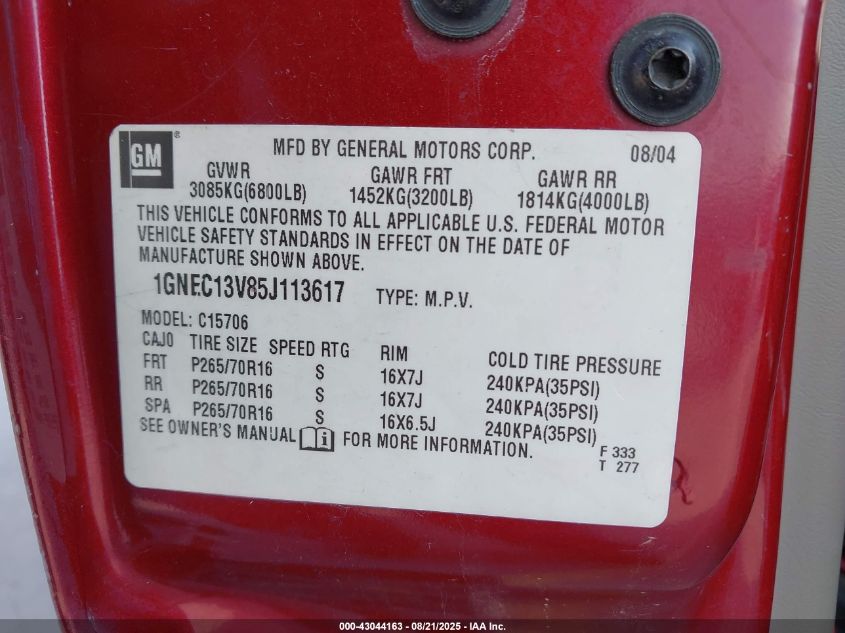 GM ®
MFD BY GENERAL MOTORS CORP. 08/04
GVWR GAWR FRT GAWR RR
3085KG(6800LB) 1452KG(3200LB) 1814KG(4000LB)
THIS VEHICLE CONFORMS TO ALL APPLICABLE U.S. FEDERAL MOTOR
VEHICLE SAFETY STANDARDS IN EFFECT ON THE DATE OF
MANUFACTURE SHOWN ABOVE.
1GNEC13V85J113617 TYPE: M.P.V.
MODEL: C15706
CAJ0 TIRE SIZE SPEED RTG RIM COLD TIRE PRESSURE
FRT P265/70R16 S 16X7J 240KPA(35PSI)
RR P265/70R16 S 16X7J 240KPA(35PSI)
SPA P265/70R16 S 16X6.5J 240KPA(35PSI)
SEE OWNER'S MANUAL i FOR MORE INFORMATION.
F 333
T 277
000-43044163 - 08/21/2025 - IAA Inc.